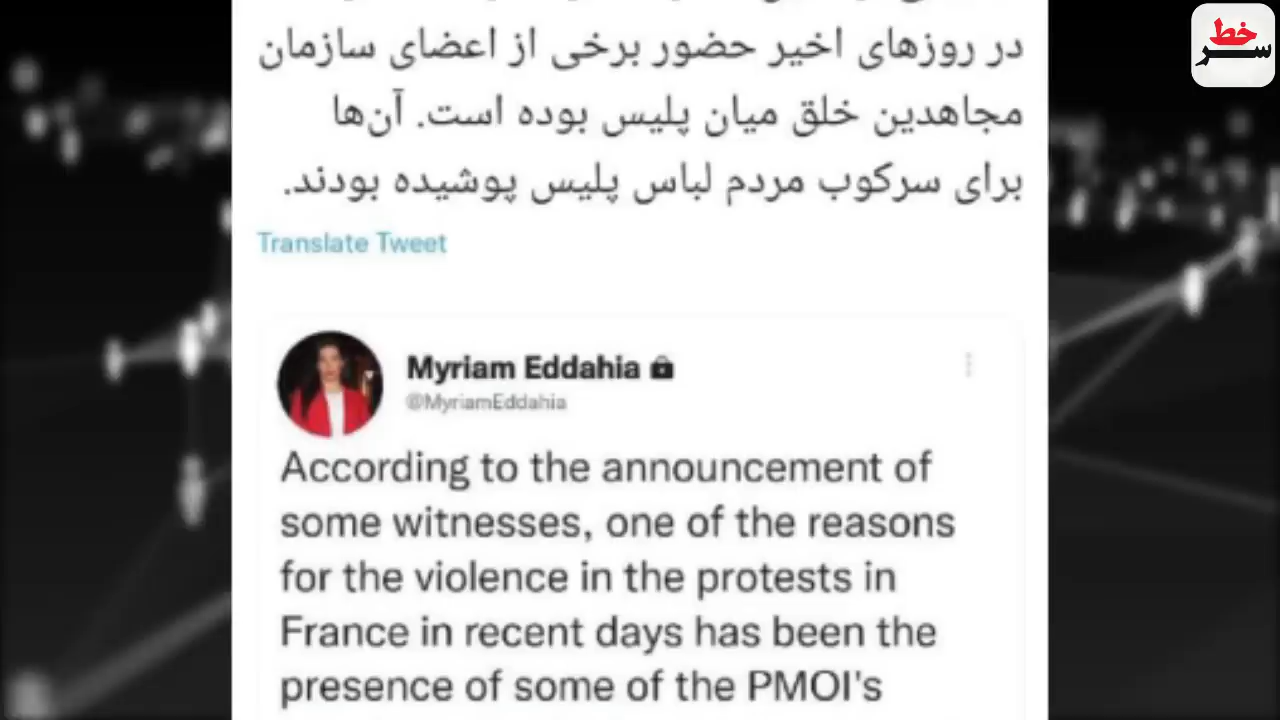 خط
سر
در روزهای اخیر حضور برخی از اعضای سازمان
مجاهدین خلق میان پلیس بوده است. آن‌ها
برای سرکوب مردم لباس پلیس پوشیده بودند.
Translate Tweet
Myriam Eddahia
@MyriamEddahia
According to the announcement of
some witnesses, one of the reasons
for the violence in the protests in
France in recent days has been the
presence of some of the PMOI's